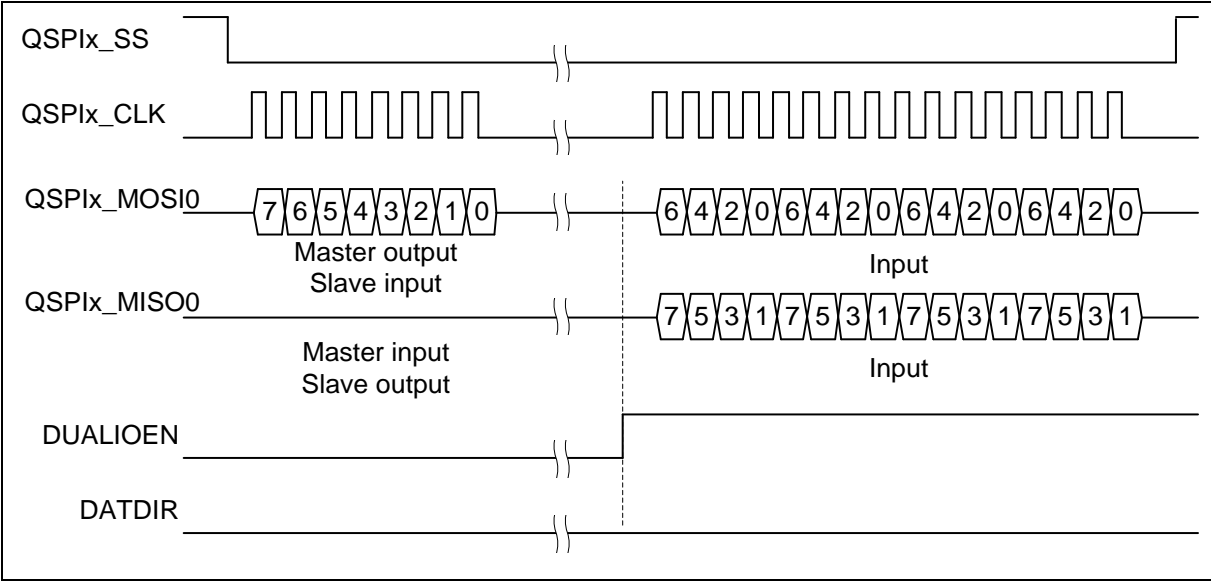 QSPIx_SS
QSPIx_CLK
QSPIx_MOSI0 7 6 5 4 3 2 1 0 6 4 2 0 6 4 2 0 6 4 2 0 6 4 2 0
Master output
Slave input
Input
QSPIx_MISO0 7 5 3 1 7 5 3 1 7 5 3 1 7 5 3 1
Master input
Slave output
Input
DUALIOEN
DATDIR